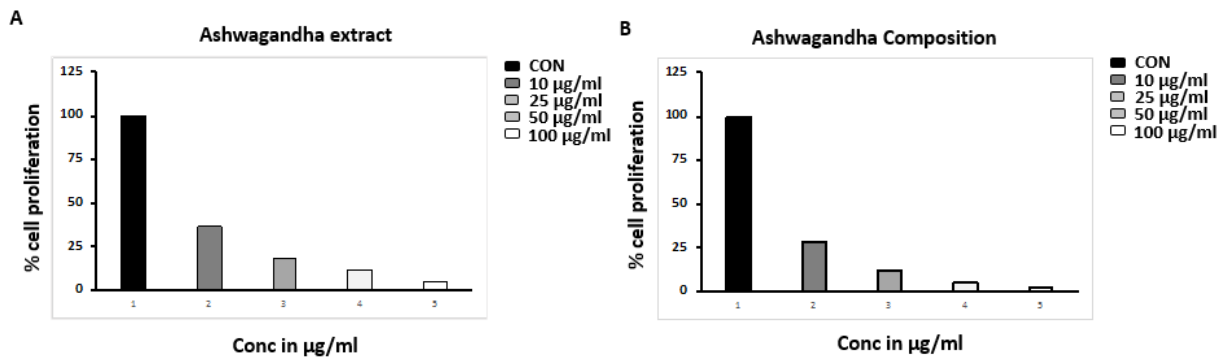 A
Ashwagandha extract
125
100
75
50
25
0
% cell proliferation
1 2 3 4 5
Conc in µg/ml
CON
10 µg/ml
25 µg/ml
50 µg/ml
100 µg/ml
B
Ashwagandha Composition
125
100
75
50
25
0
% cell proliferation
1 2 3 4 5
Conc in µg/ml
CON
10 µg/ml
25 µg/ml
50 µg/ml
100 µg/ml